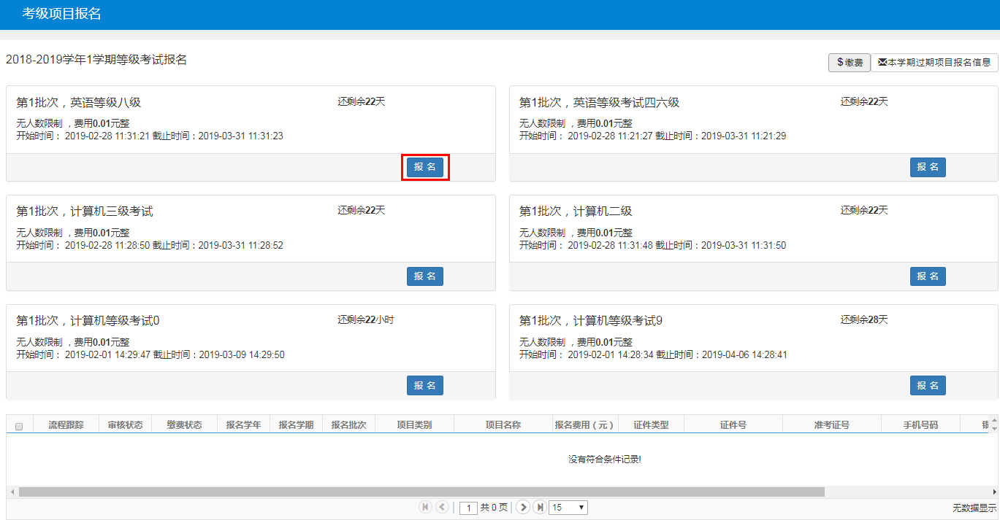 考级项目报名
2018-2019学年1学期等级考试报名
$缴费
本学期过期项目报名信息
第1批次，英语等级八级
还剩余22天
无人数限制 ，费用0.01元整
开始时间： 2019-02-28 11:31:21 截止时间：2019-03-31 11:31:23
报 名
第1批次，英语等级考试四六级
还剩余22天
无人数限制 ，费用0.01元整
开始时间： 2019-02-28 11:21:27 截止时间：2019-03-31 11:21:29
报 名
第1批次，计算机三级考试
还剩余22天
无人数限制 ，费用0.01元整
开始时间： 2019-02-28 11:28:50 截止时间：2019-03-31 11:28:52
报 名
第1批次，计算机二级
还剩余22天
无人数限制 ，费用0.01元整
开始时间： 2019-02-28 11:31:48 截止时间：2019-03-31 11:31:50
报 名
第1批次，计算机等级考试0
还剩余22小时
无人数限制 ，费用0.01元整
开始时间： 2019-02-01 14:29:47 截止时间：2019-03-09 14:29:50
报 名
第1批次，计算机等级考试9
还剩余28天
无人数限制 ，费用0.01元整
开始时间： 2019-02-01 14:28:34 截止时间：2019-04-06 14:28:41
报 名
流程跟踪 审核状态 缴费状态 报名学年 报名学期 报名批次 项目类别 项目名称 报名费用（元） 证件类型 证件号 准考证号 手机号码
没有符合条件记录!
1 共 0 页 15
无数据显示